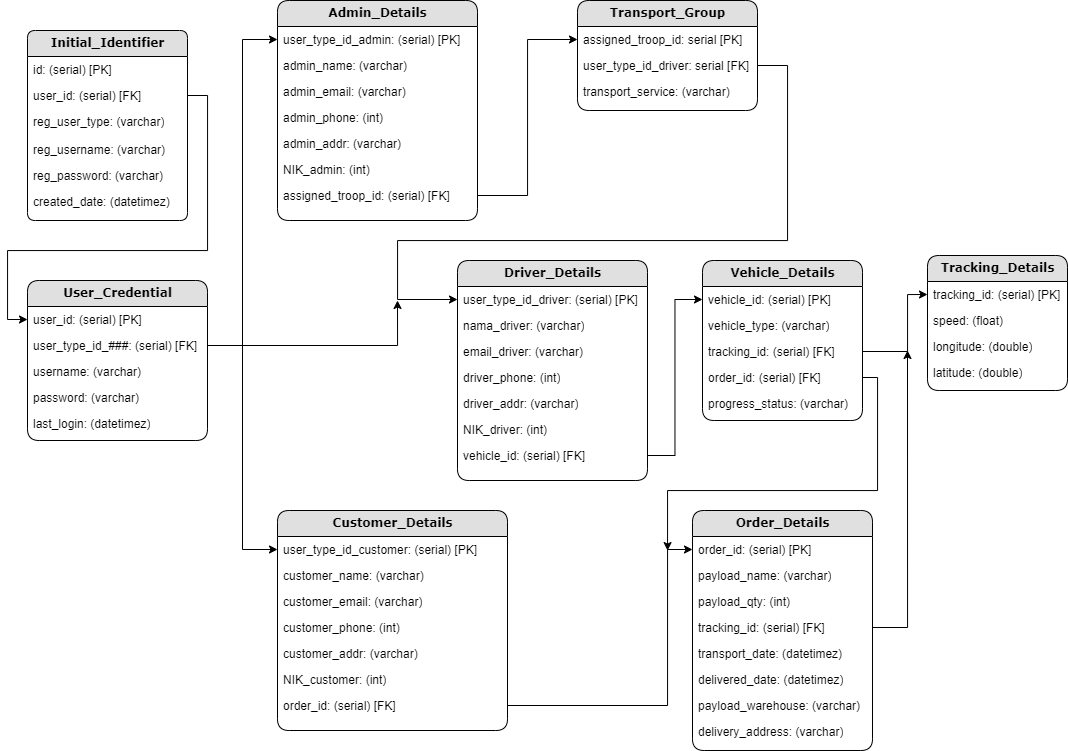 Initial_Identifier
id: (serial) [PK]
user_id: (serial) [FK]
reg_user_type: (varchar)
reg_username: (varchar)
reg_password: (varchar)
created_date: (datetimez)
Admin_Details
user_type_id_admin: (serial) [PK]
admin_name: (varchar)
admin_email: (varchar)
admin_phone: (int)
admin_addr: (varchar)
NIK_admin: (int)
assigned_troop_id: (serial) [FK]
Transport_Group
assigned_troop_id: serial [PK]
user_type_id_driver: serial [FK]
transport_service: (varchar)
User_Credential
user_id: (serial) [PK]
user_type_id_###: (serial) [FK]
username: (varchar)
password: (varchar)
last_login: (datetimez)
Driver_Details
user_type_id_driver: (serial) [PK]
nama_driver: (varchar)
email_driver: (varchar)
driver_phone: (int)
driver_addr: (varchar)
NIK_driver: (int)
vehicle_id: (serial) [FK]
Vehicle_Details
vehicle_id: (serial) [PK]
vehicle_type: (varchar)
tracking_id: (serial) [FK]
order_id: (serial) [FK]
progress_status: (varchar)
Tracking_Details
tracking_id: (serial) [PK]
speed: (float)
longitude: (double)
latitude: (double)
Customer_Details
user_type_id_customer: (serial) [PK]
customer_name: (varchar)
customer_email: (varchar)
customer_phone: (int)
customer_addr: (varchar)
NIK_customer: (int)
order_id: (serial) [FK]
Order_Details
order_id: (serial) [PK]
payload_name: (varchar)
payload_qty: (int)
tracking_id: (serial) [FK]
transport_date: (datetimez)
delivered_date: (datetimez)
payload_warehouse: (varchar)
delivery_address: (varchar)